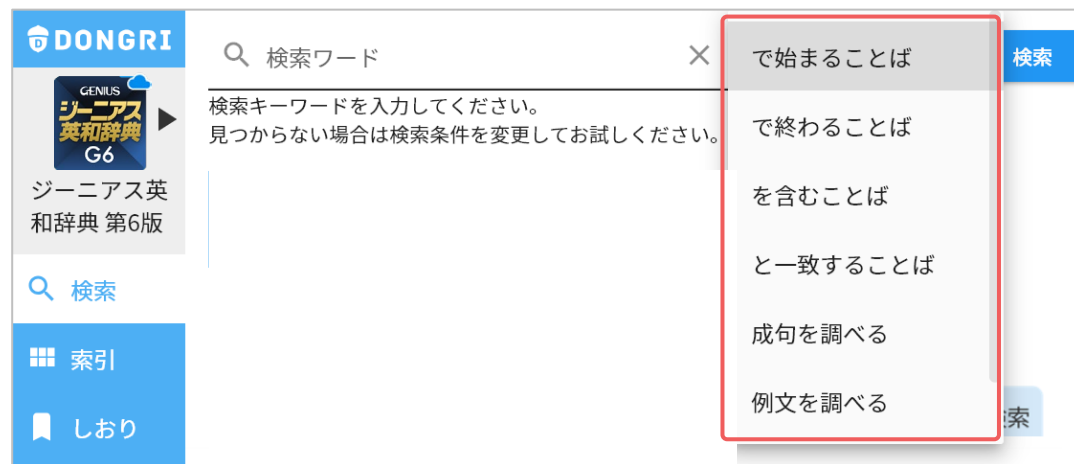 DONGRI
GENIUS
ジーニアス
英和辞典
G6
ジーニアス英
和辞典 第6版
検索
索引
しおり
検索ワード
検索キーワードを入力してください。
見つからない場合は検索条件を変更してお試しください。
で始まることば
で終わることば
を含むことば
と一致することば
成句を調べる
例文を調べる
検索
索